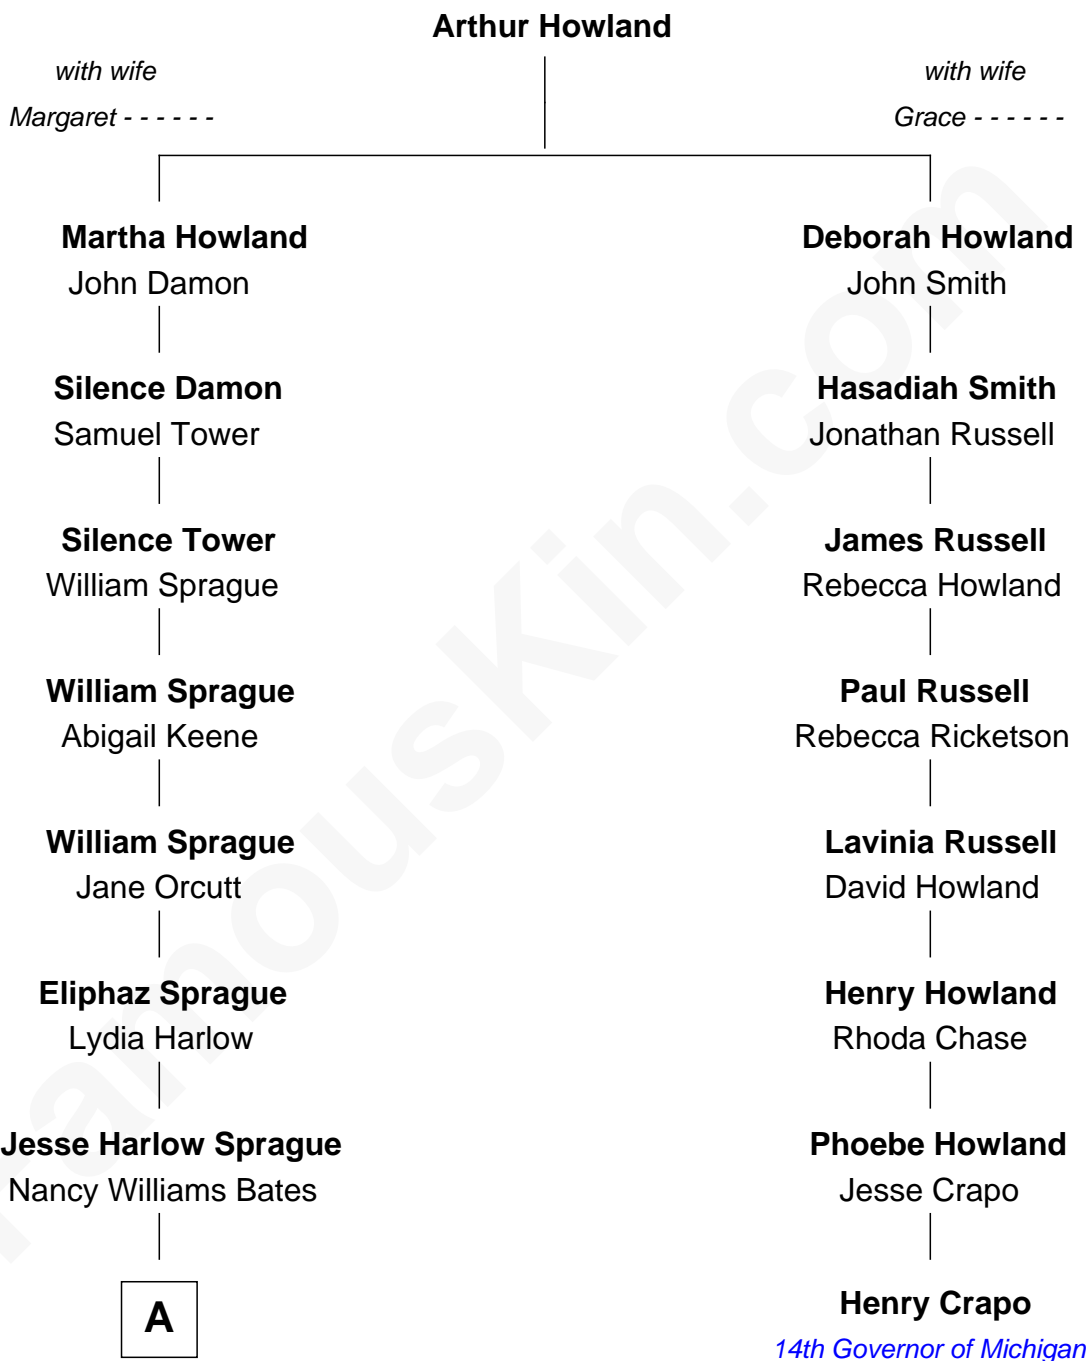 Arthur Howland
with wife
Margaret - - - - - -
with wife
Grace - - - - - -
Martha Howland
John Damon
Deborah Howland
John Smith
Silence Damon
Samuel Tower
Hasadiah Smith
Jonathan Russell
Silence Tower
William Sprague
James Russell
Rebecca Howland
William Sprague
Abigail Keene
Paul Russell
Rebecca Ricketson
William Sprague
Jane Orcutt
Lavinia Russell
David Howland
Eliphaz Sprague
Lydia Harlow
Henry Howland
Rhoda Chase
Jesse Harlow Sprague
Nancy Williams Bates
Phoebe Howland
Jesse Crapo
A
Henry Crapo
14th Governor of Michigan
FamousKin.com